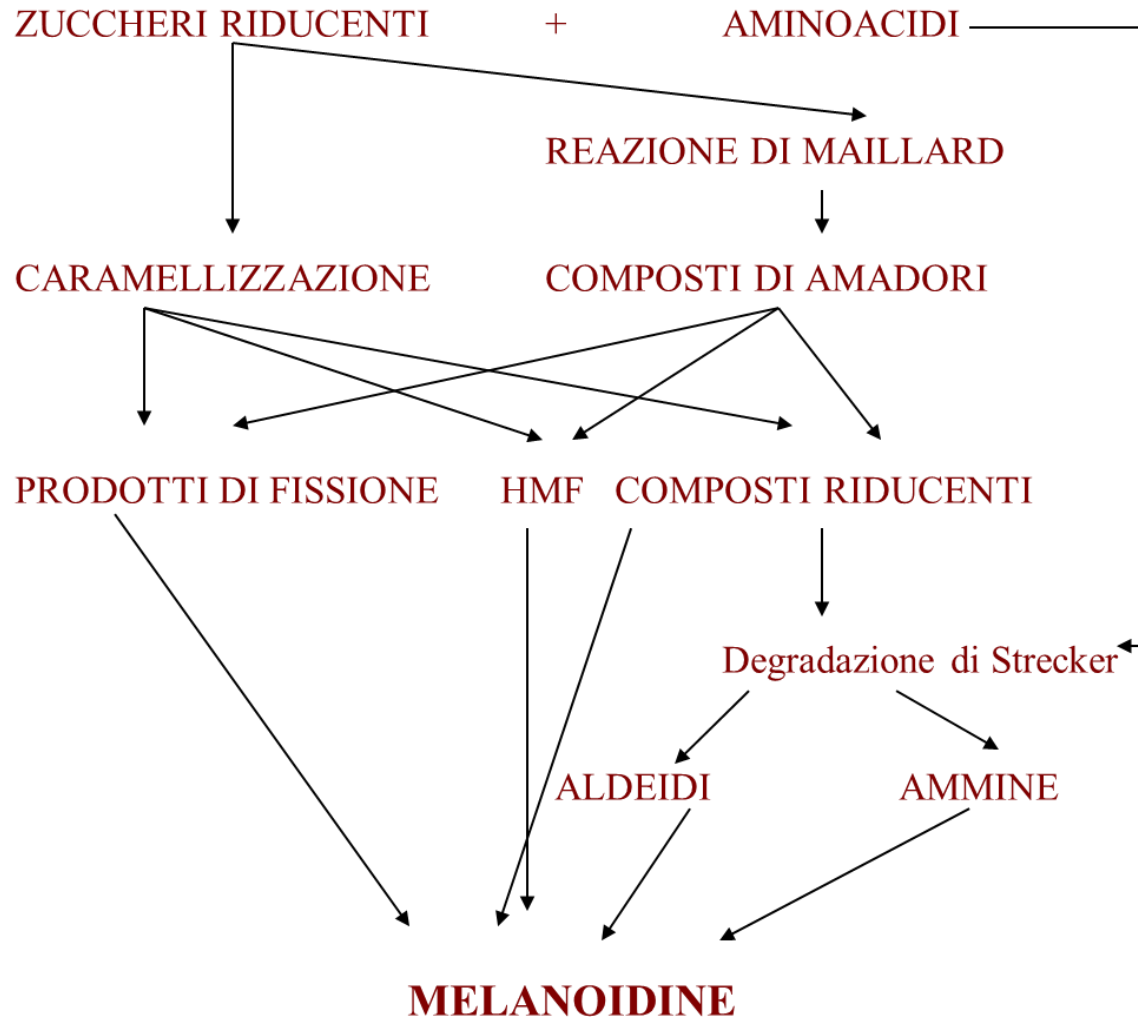 ZUCCHERI RIDUCENTI + AMINOACIDI
REAZIONE DI MAILLARD
CARAMELLIZZAZIONE COMPOSTI DI AMADORI
PRODOTTI DI FISSIONE HMF COMPOSTI RIDUCENTI
Degradazione di Strecker
ALDEIDI AMMINE
MELANOIDINE